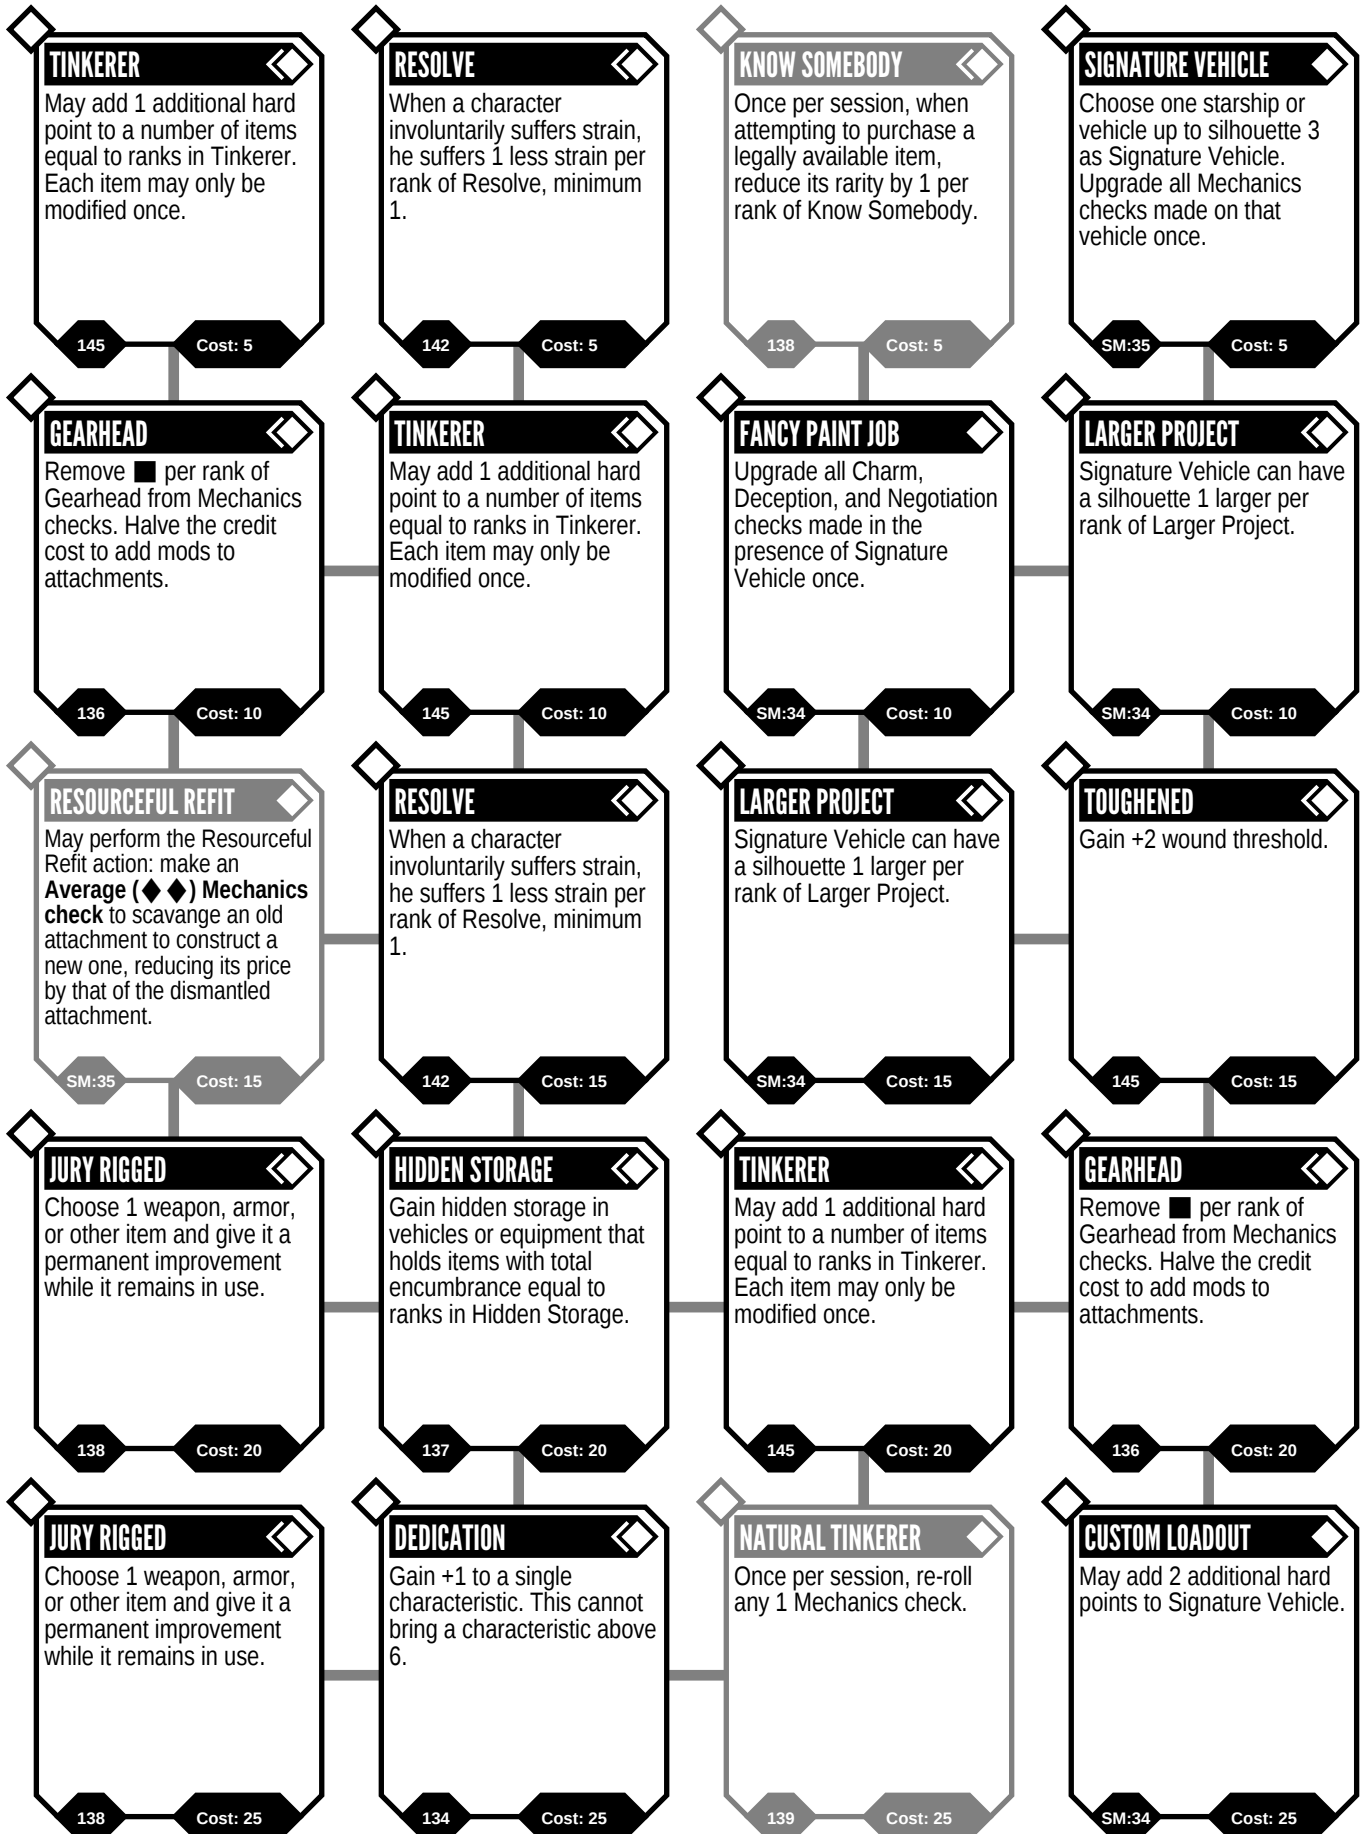 TINKERER
May add 1 additional hard
point to a number of items
equal to ranks in Tinkerer.
Each item may only be
modified once.
145
Cost: 5
RESOLVE
When a character
involuntarily suffers strain,
he suffers 1 less strain per
rank of Resolve, minimum
1.
142
Cost: 5
KNOW SOMEBODY
Once per session, when
attempting to purchase a
legally available item,
reduce its rarity by 1 per
rank of Know Somebody.
138
Cost: 5
SIGNATURE VEHICLE
Choose one starship or
vehicle up to silhouette 3
as Signature Vehicle.
Upgrade all Mechanics
checks made on that
vehicle once.
SM:35
Cost: 5
GEARHEAD
Remove ■ per rank of
Gearhead from Mechanics
checks. Halve the credit
cost to add mods to
attachments.
136
Cost: 10
TINKERER
May add 1 additional hard
point to a number of items
equal to ranks in Tinkerer.
Each item may only be
modified once.
145
Cost: 10
FANCY PAINT JOB
Upgrade all Charm,
Deception, and Negotiation
checks made in the
presence of Signature
Vehicle once.
SM:34
Cost: 10
LARGER PROJECT
Signature Vehicle can have
a silhouette 1 larger per
rank of Larger Project.
SM:34
Cost: 10
RESOURCEFUL REFIT
May perform the Resourceful
Refit action: make an
Average (♦ ♦) Mechanics
check to scavange an old
attachment to construct a
new one, reducing its price
by that of the dismantled
attachment.
SM:35
Cost: 15
RESOLVE
When a character
involuntarily suffers strain,
he suffers 1 less strain per
rank of Resolve, minimum
1.
142
Cost: 15
LARGER PROJECT
Signature Vehicle can have
a silhouette 1 larger per
rank of Larger Project.
SM:34
Cost: 15
TOUGHENED
Gain +2 wound threshold.
145
Cost: 15
JURY RIGGED
Choose 1 weapon, armor,
or other item and give it a
permanent improvement
while it remains in use.
138
Cost: 20
HIDDEN STORAGE
Gain hidden storage in
vehicles or equipment that
holds items with total
encumbrance equal to
ranks in Hidden Storage.
137
Cost: 20
TINKERER
May add 1 additional hard
point to a number of items
equal to ranks in Tinkerer.
Each item may only be
modified once.
145
Cost: 20
GEARHEAD
Remove ■ per rank of
Gearhead from Mechanics
checks. Halve the credit
cost to add mods to
attachments.
136
Cost: 20
JURY RIGGED
Choose 1 weapon, armor,
or other item and give it a
permanent improvement
while it remains in use.
138
Cost: 25
DEDICATION
Gain +1 to a single
characteristic. This cannot
bring a characteristic above
6.
134
Cost: 25
NATURAL TINKERER
Once per session, re-roll
any 1 Mechanics check.
139
Cost: 25
CUSTOM LOADOUT
May add 2 additional hard
points to Signature Vehicle.
SM:34
Cost: 25